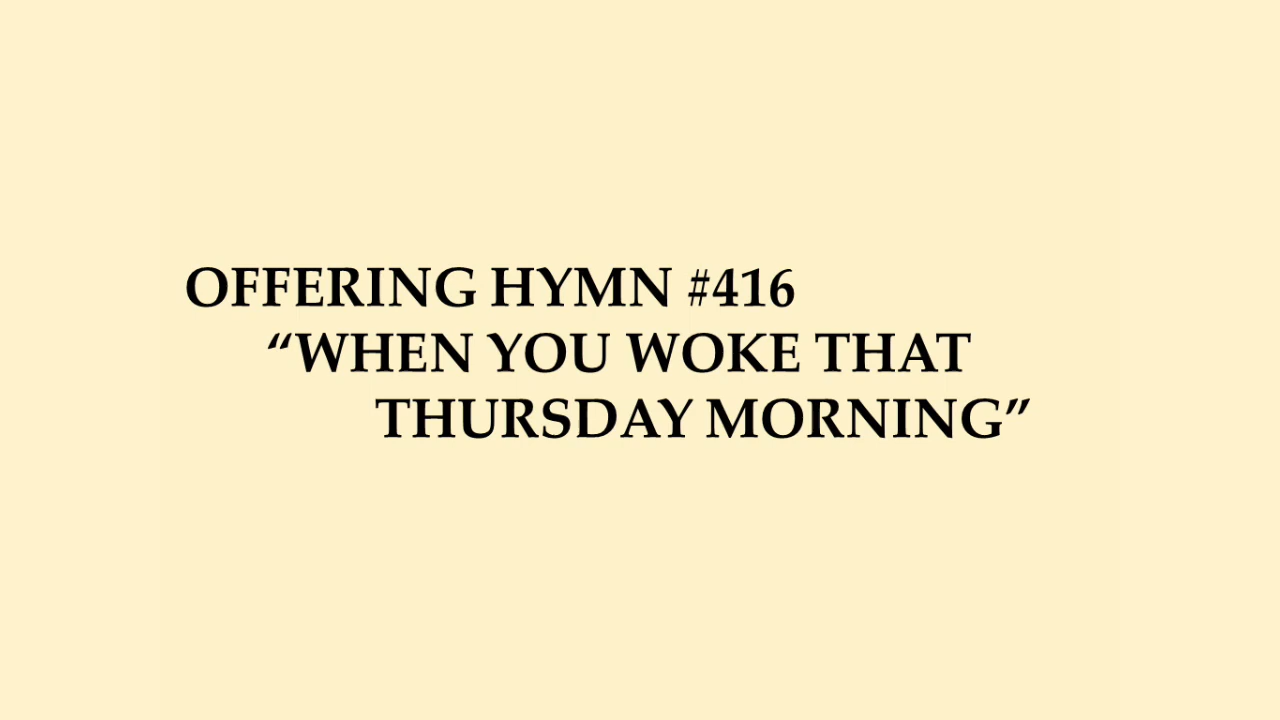 OFFERING HYMN #416
“WHEN YOU WOKE THAT
THURSDAY MORNING”